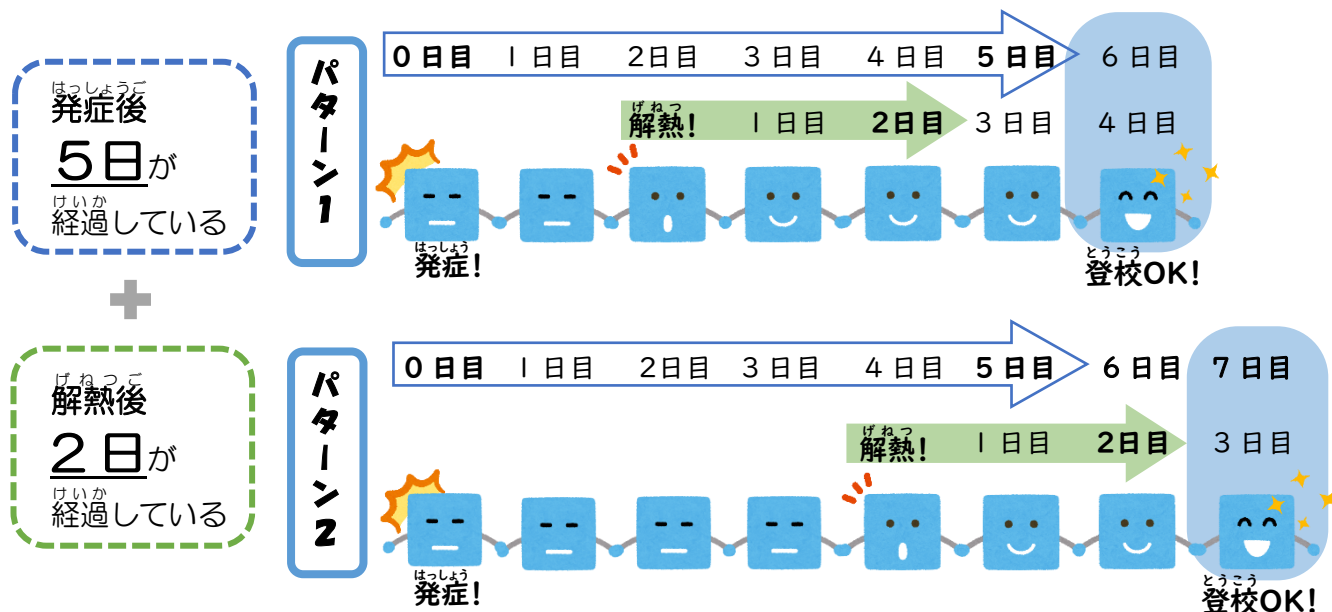 はっしょうご
発症後
5日が
けいか
経過している
げねつご
解熱後
2日が
けいか
経過している
パターン1
0日目 1日目 2日目 3日目 4日目 5日目 6日目
げねつ
解熱! 1日目 2日目 3日目 4日目
はっしょう
発症!
とうこう
登校OK!
パターン2
0日目 1日目 2日目 3日目 4日目 5日目 6日目 7日目
げねつ
解熱! 1日目 2日目 3日目
はっしょう
発症!
とうこう
登校OK!